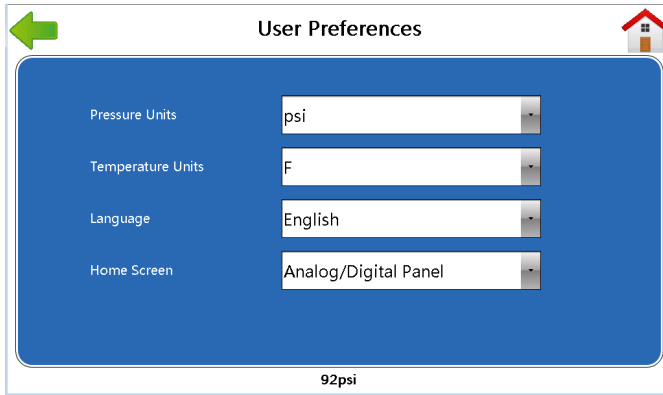 User Preferences
Pressure Units psi
Temperature Units F
Language English
Home Screen Analog/Digital Panel
92psi